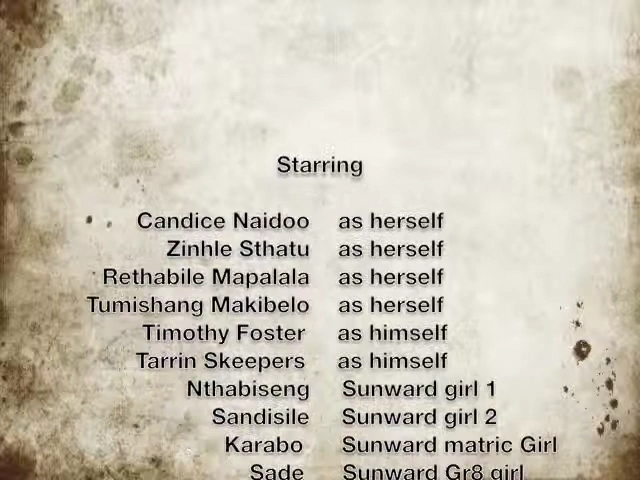 Starring
Candice Naidoo as herself
Zinhle Sthatu as herself
Rethabile Mapalala as herself
Tumishang Makibelo as herself
Timothy Foster as himself
Tarrin Skeepers as himself
Nthabiseng Sunward girl 1
Sandisile Sunward girl 2
Karabo Sunward matric Girl
Sade Sunward Gr8 girl